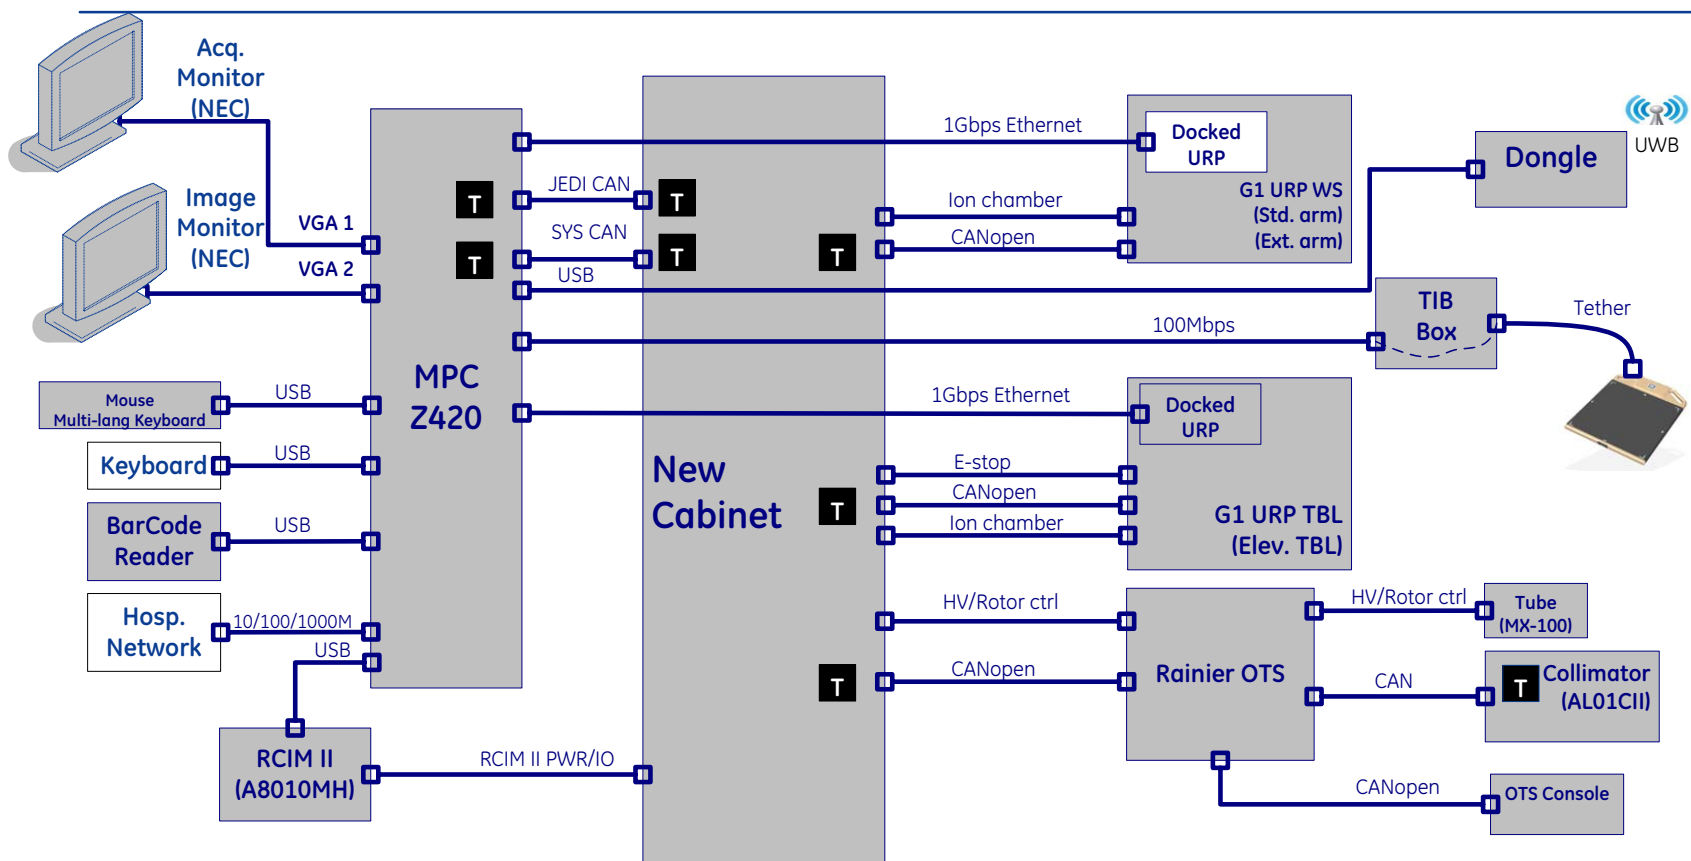 Acq.
Monitor
(NEC)
Image
Monitor
(NEC)
VGA 1
VGA 2
Mouse
Multi-lang Keyboard
USB
Keyboard
USB
BarCode
Reader
USB
Hosp.
Network
10/100/1000M
USB
RCIM II
(A8010MH)
RCIM II PWR/IO
MPC
Z420
T
T
JEDI CAN
SYS CAN
USB
T
T
New
Cabinet
T
T
T
1Gbps Ethernet
Ion chamber
CANopen
Docked
URP
G1 URP WS
(Std. arm)
(Ext. arm)
Dongle
UWB
100Mbps
TIB
Box
Tether
1Gbps Ethernet
Docked
URP
E-stop
CANopen
Ion chamber
G1 URP TBL
(Elev. TBL)
HV/Rotor ctrl
CANopen
Rainier OTS
HV/Rotor ctrl
Tube
(MX-100)
CAN
T
Collimator
(AL01CII)
CANopen
OTS Console